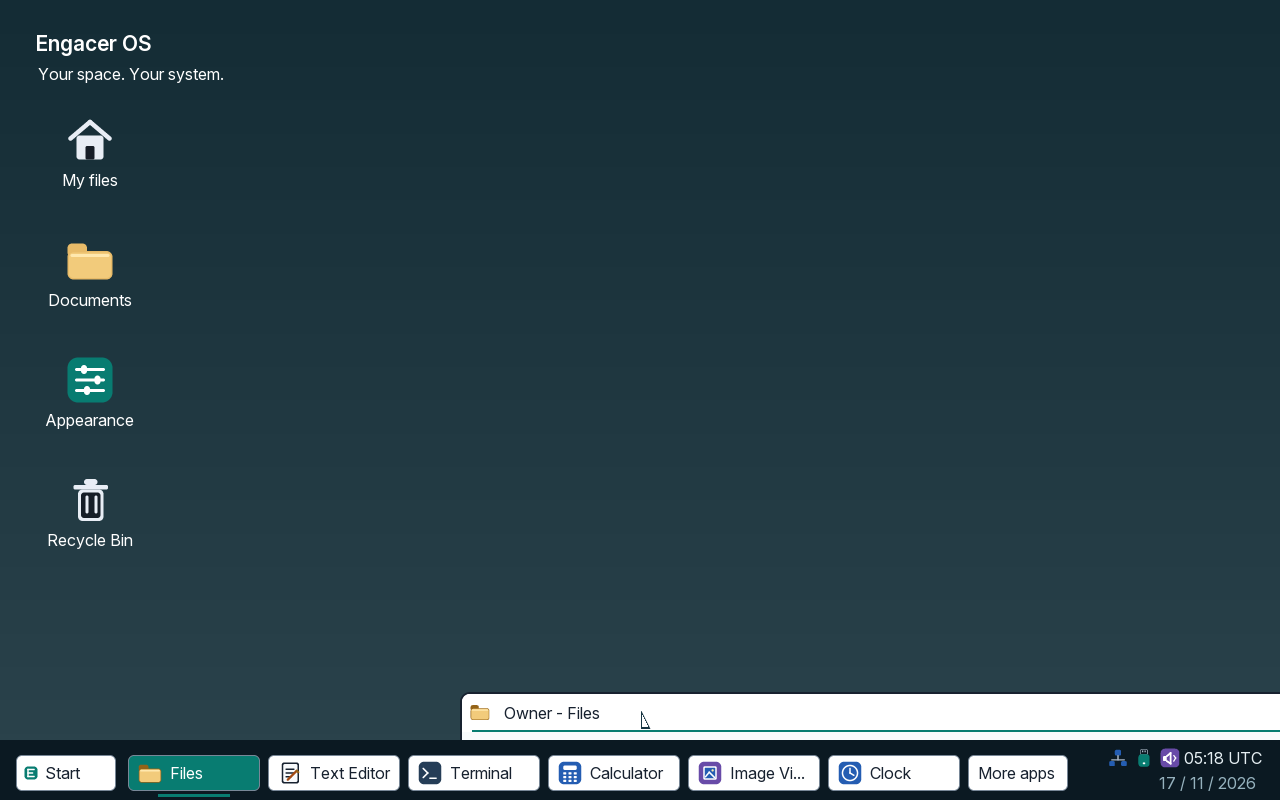 Engacer OS
Your space. Your system.
My files
Documents
Appearance
Recycle Bin
Owner - Files
Start
Files
Text Editor
Terminal
Calculator
Image Vi...
Clock
More apps
05:18 UTC
17 / 11 / 2026